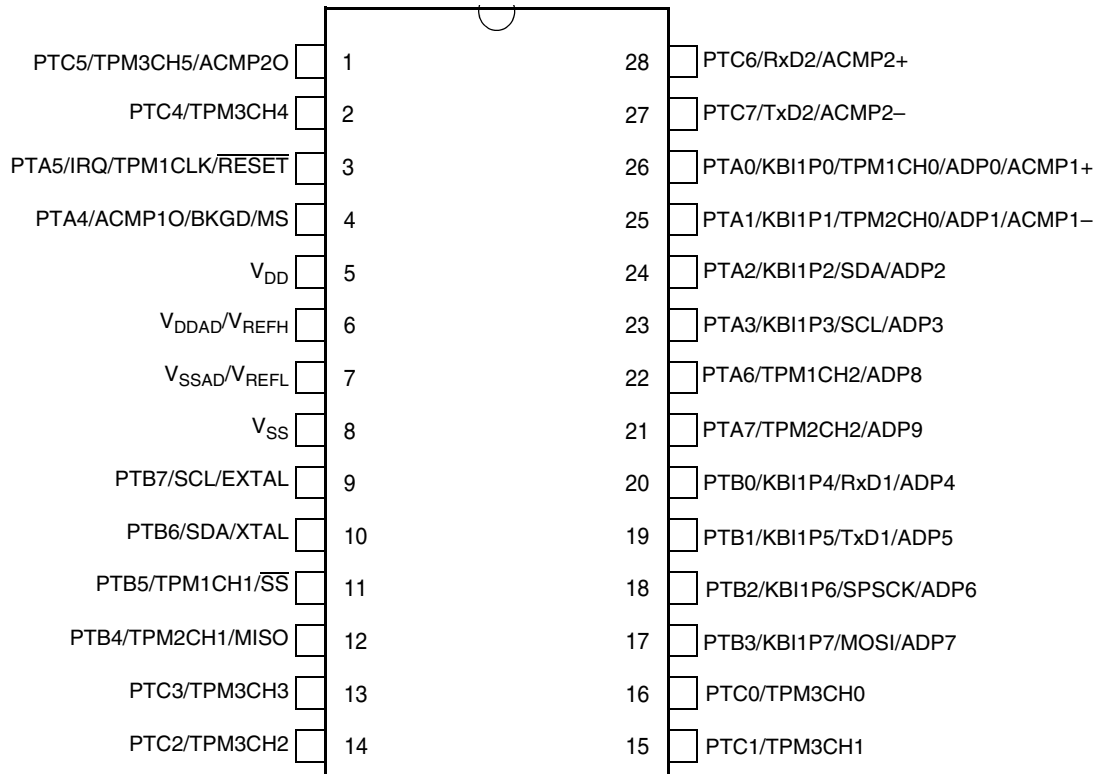 PTC5/TPM3CH5/ACMP2O 1 28 PTC6/RxD2/ACMP2+
PTC4/TPM3CH4 2 27 PTC7/TxD2/ACMP2–
PTA5/IRQ/TPM1CLK/RESET 3 26 PTA0/KBI1P0/TPM1CH0/ADP0/ACMP1+
PTA4/ACMP1O/BKGD/MS 4 25 PTA1/KBI1P1/TPM2CH0/ADP1/ACMP1–
VDD 5 24 PTA2/KBI1P2/SDA/ADP2
VDDAD/VREFH 6 23 PTA3/KBI1P3/SCL/ADP3
VSSAD/VREFL 7 22 PTA6/TPM1CH2/ADP8
VSS 8 21 PTA7/TPM2CH2/ADP9
PTB7/SCL/EXTAL 9 20 PTB0/KBI1P4/RxD1/ADP4
PTB6/SDA/XTAL 10 19 PTB1/KBI1P5/TxD1/ADP5
PTB5/TPM1CH1/SS 11 18 PTB2/KBI1P6/SPSCK/ADP6
PTB4/TPM2CH1/MISO 12 17 PTB3/KBI1P7/MOSI/ADP7
PTC3/TPM3CH3 13 16 PTC0/TPM3CH0
PTC2/TPM3CH2 14 15 PTC1/TPM3CH1